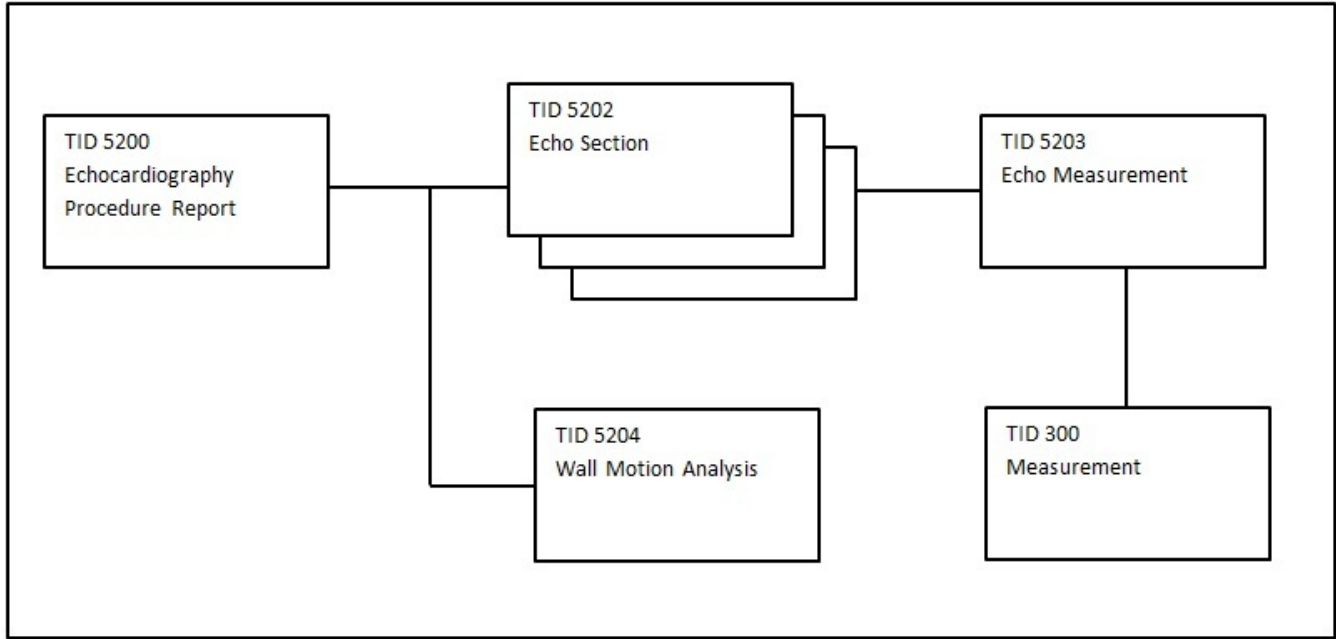 TID 5200
Echocardiography
Procedure Report
TID 5202
Echo Section
TID 5203
Echo Measurement
TID 5204
Wall Motion Analysis
TID 300
Measurement